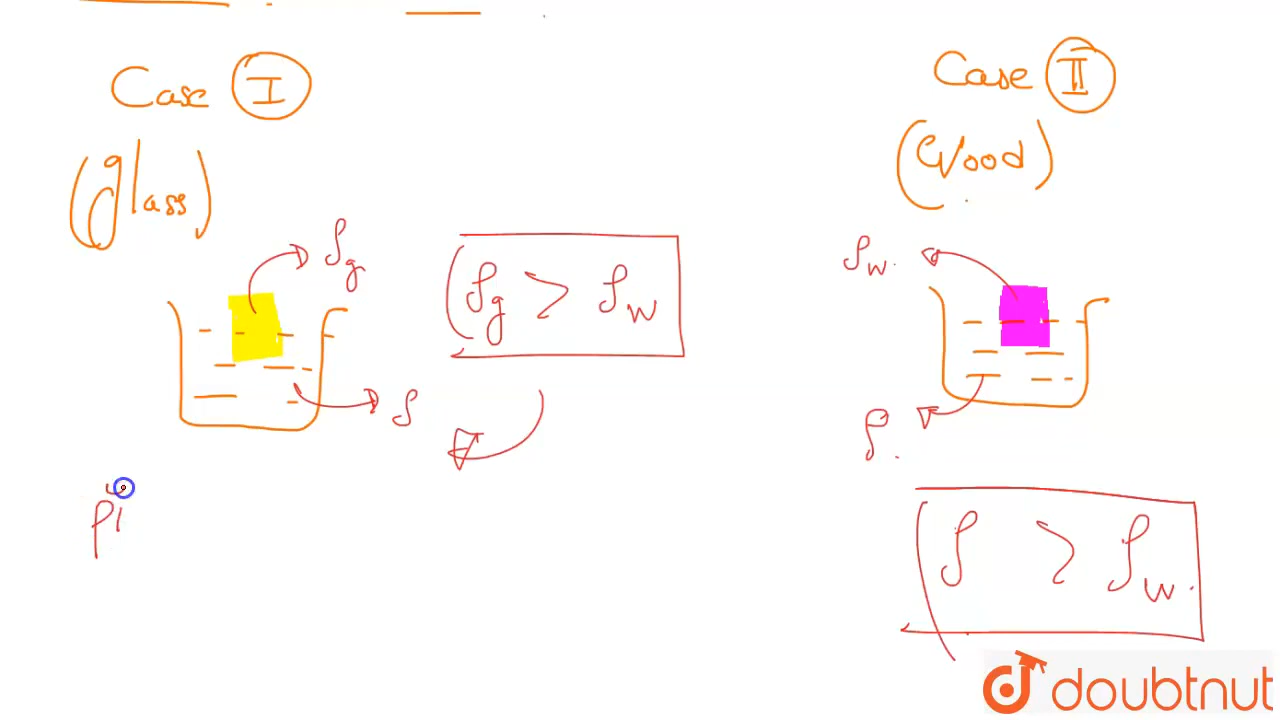 Case I
(glass)
ρg
ρg > ρw
ρ
Case II
(Wood)
ρw.
ρ.
ρ > ρw.
doubtnut